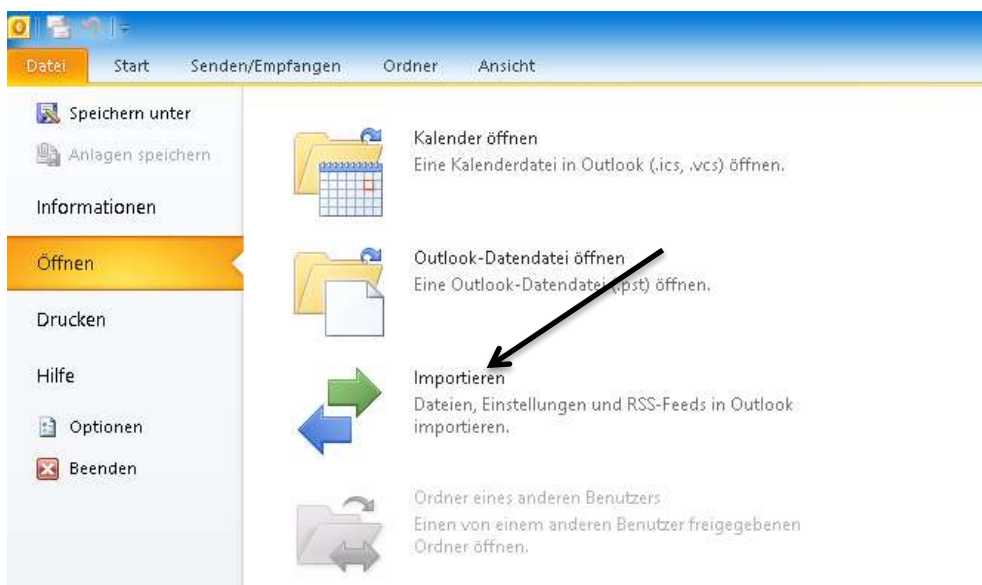 Datei Start Senden/Empfangen Ordner Ansicht
Speichern unter
Anlagen speichern
Informationen
Öffnen
Drucken
Hilfe
Optionen
Beenden
Kalender öffnen
Eine Kalenderdatei in Outlook (.ics, .vcs) öffnen.
Outlook-Datendatei öffnen
Eine Outlook-Datendatei (.pst) öffnen.
Importieren
Dateien, Einstellungen und RSS-Feeds in Outlook
importieren.
Ordner eines anderen Benutzers
Einen von einem anderen Benutzer freigegebenen
Ordner öffnen.